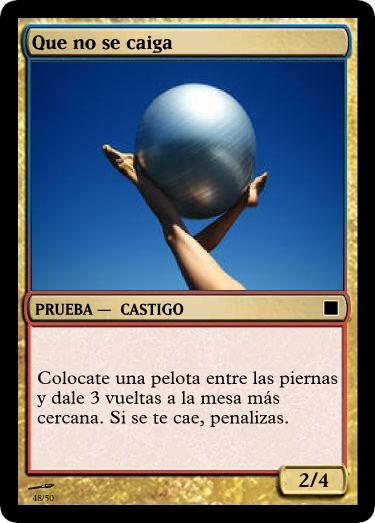 Que no se caiga
PRUEBA — CASTIGO
Colocate una pelota entre las piernas
y dale 3 vueltas a la mesa más
cercana. Si se te cae, penalizas.
2/4
48/50